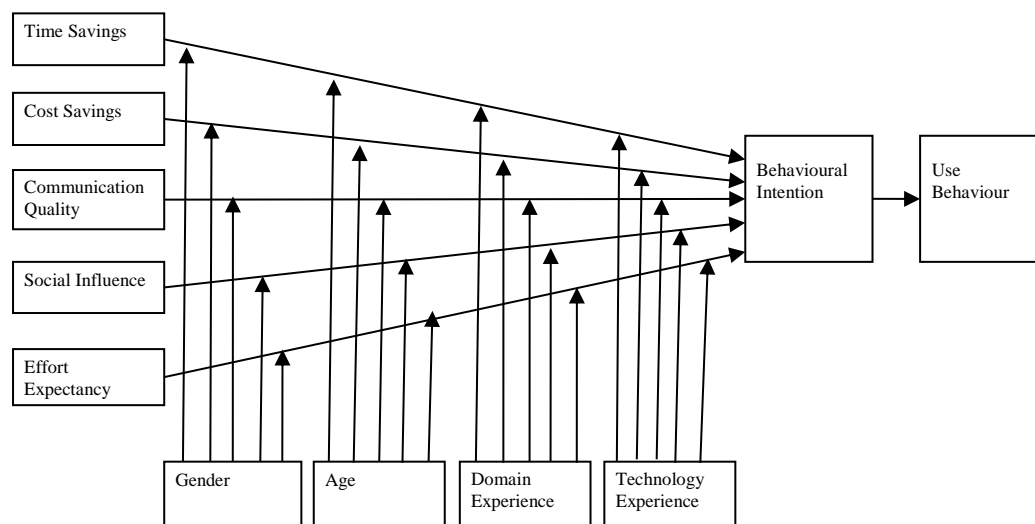 Time Savings
Cost Savings
Communication
Quality
Social Influence
Effort
Expectancy
Behavioural
Intention
Use
Behaviour
Gender
Age
Domain
Experience
Technology
Experience